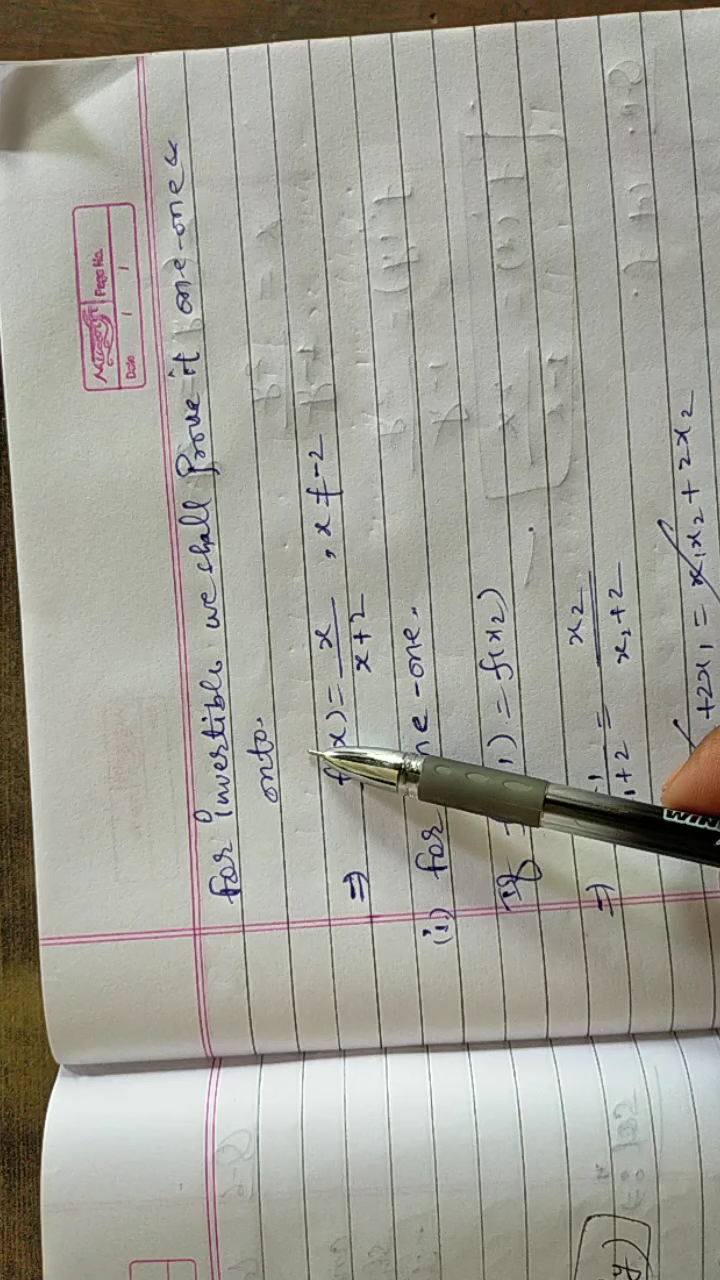 Microsoft
Page No.
Date / /
for Invertible we shall Prove it one-one &
onto.
⇒ f(x) = x/(x+2) , x ≠ -2
(i) for one-one.
If f(x1) = f(x2)
⇒ x1/(x1+2) = x2/(x2+2)
+2x1 = x1x2 + 2x2